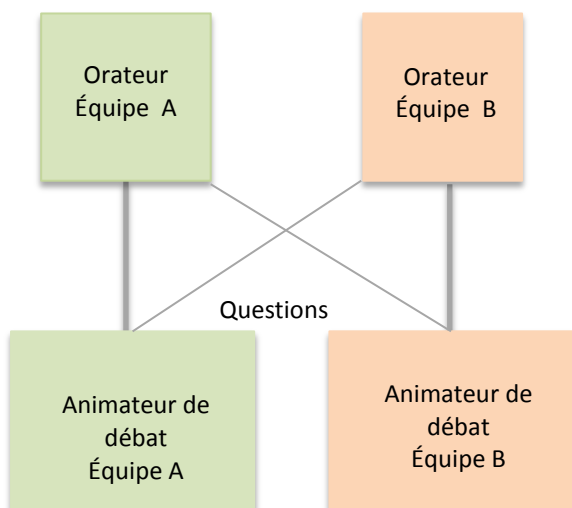 Orateur
Équipe A
Orateur
Équipe B
Questions
Animateur de
débat
Équipe A
Animateur de
débat
Équipe B